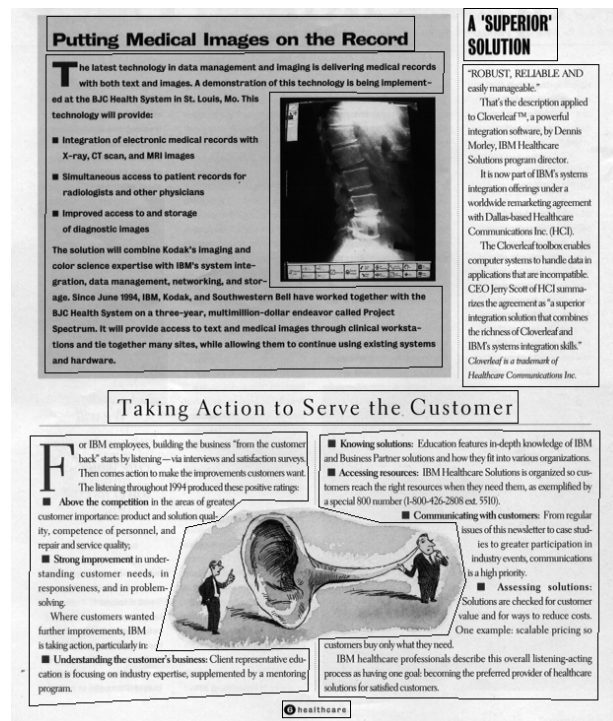 Putting Medical Images on the Record
The latest technology in data management and imaging is delivering medical records
with both text and images. A demonstration of this technology is being implement-
ed at the BJC Health System in St. Louis, Mo. This
technology will provide:
■ Integration of electronic medical records with
X-ray, CT scan, and MRI images
■ Simultaneous access to patient records for
radiologists and other physicians
■ Improved access to and storage
of diagnostic images
The solution will combine Kodak's imaging and
color science expertise with IBM's system inte-
gration, data management, networking, and stor-
age. Since June 1994, IBM, Kodak, and Southwestern Bell have worked together with the
BJC Health System on a three-year, multimillion-dollar endeavor called Project
Spectrum. It will provide access to text and medical images through clinical worksta-
tions and tie together many sites, while allowing them to continue using existing systems
and hardware.
A 'SUPERIOR'
SOLUTION
"ROBUST, RELIABLE AND
easily manageable."
That's the description applied
to Cloverleaf™, a powerful
integration software, by Dennis
Morley, IBM Healthcare
Solutions program director.
It is now part of IBM's systems
integration offerings under a
worldwide remarketing agreement
with Dallas-based Healthcare
Communications Inc. (HCI).
The Cloverleaf toolbox enables
computer systems to handle data in
applications that are incompatible.
CEO Jerry Scott of HCI summa-
rizes the agreement as "a superior
integration solution that combines
the richness of Cloverleaf and
IBM's systems integration skills."
Cloverleaf is a trademark of
Healthcare Communications Inc.
Taking Action to Serve the Customer
For IBM employees, building the business "from the customer
back" starts by listening—via interviews and satisfaction surveys.
Then comes action to make the improvements customers want.
The listening throughout 1994 produced these positive ratings:
■ Above the competition in the areas of greatest
customer importance: product and solution qual-
ity, competence of personnel, and
repair and service quality;
■ Strong improvement in under-
standing customer needs, in
responsiveness, and in problem-
solving.
Where customers wanted
further improvements, IBM
is taking action, particularly in:
■ Understanding the customer's business: Client representative edu-
cation is focusing on industry expertise, supplemented by a mentoring
program.
■ Knowing solutions: Education features in-depth knowledge of IBM
and Business Partner solutions and how they fit into various organizations.
■ Accessing resources: IBM Healthcare Solutions is organized so cus-
tomers reach the right resources when they need them, as exemplified by
a special 800 number (1-800-426-2808 ext. 5510).
■ Communicating with customers: From regular
issues of this newsletter to case stud-
ies to greater participation in
industry events, communications
is a high priority.
■ Assessing solutions:
Solutions are checked for customer
value and for ways to reduce costs.
One example: scalable pricing so
customers buy only what they need.
IBM healthcare professionals describe this overall listening-acting
process as having one goal: becoming the preferred provider of healthcare
solutions for satisfied customers.
6 healthcare